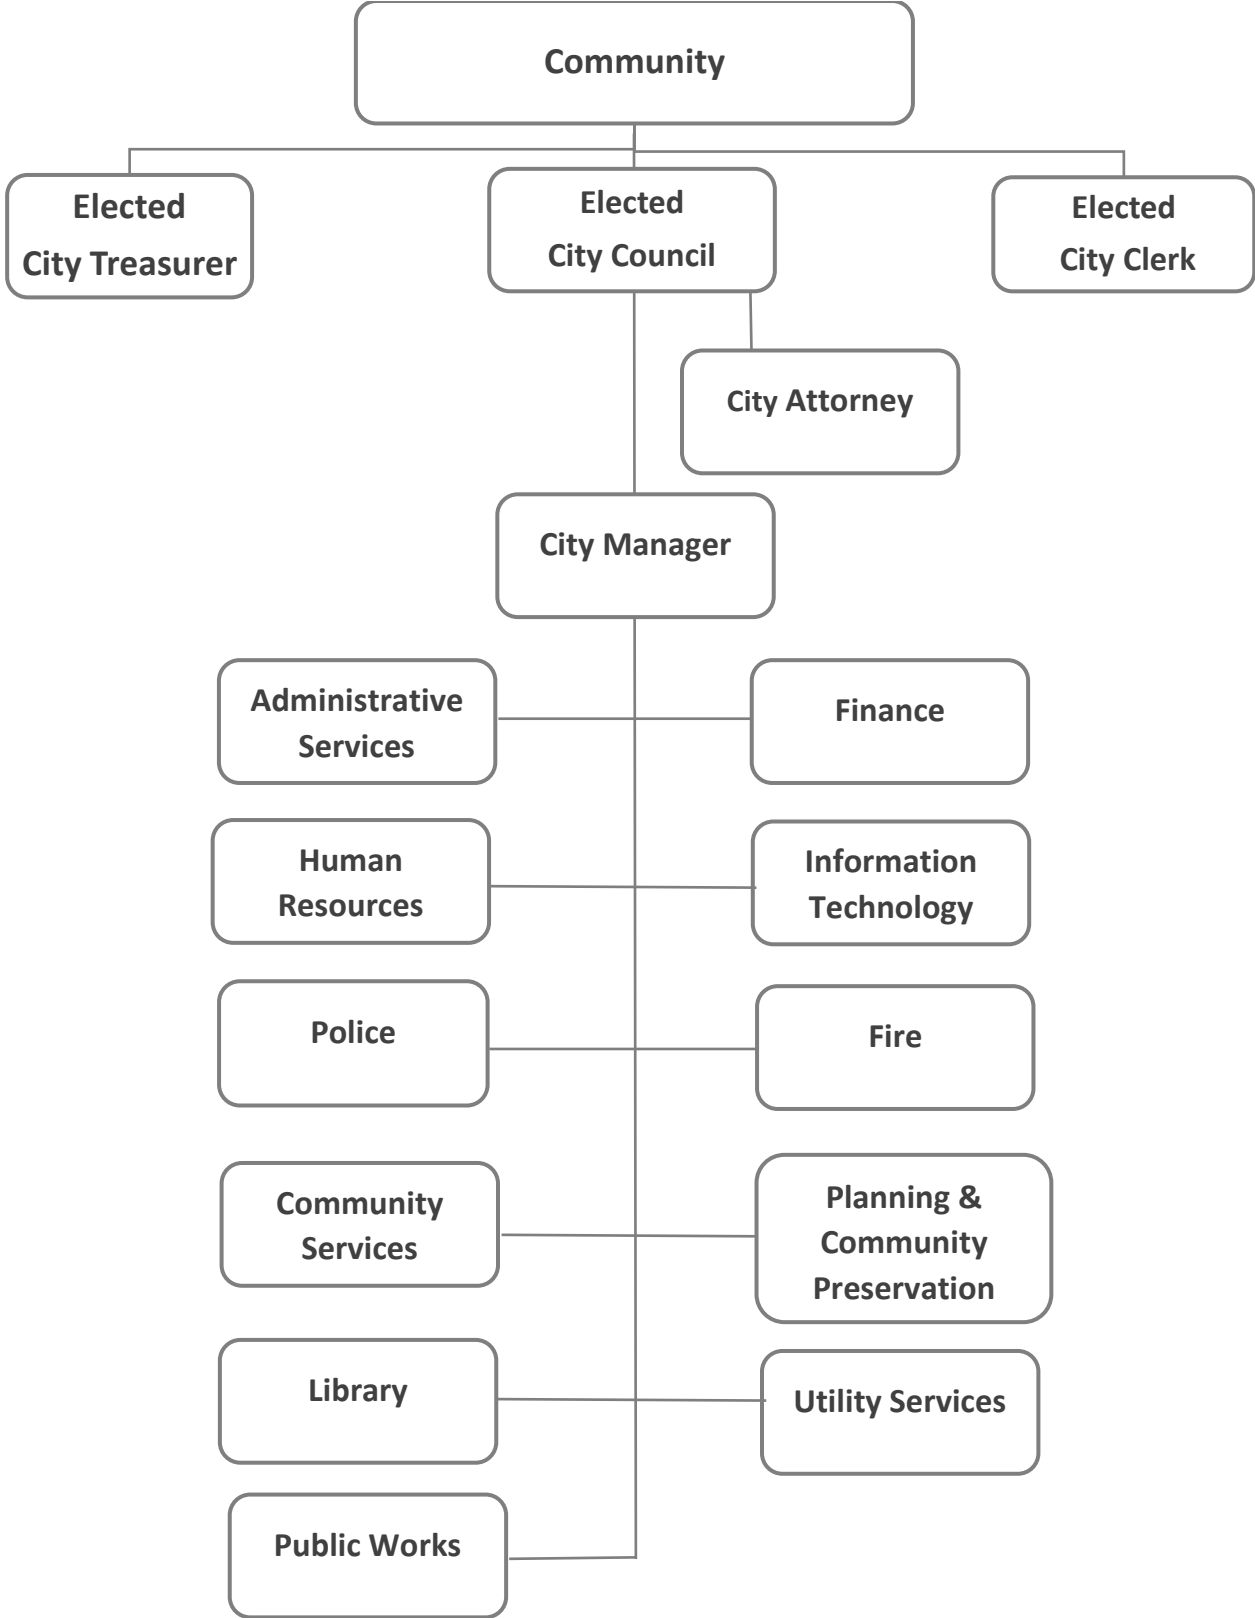 Community
Elected
City Treasurer
Elected
City Council
Elected
City Clerk
City Attorney
City Manager
Administrative
Services
Finance
Human
Resources
Information
Technology
Police
Fire
Community
Services
Planning &
Community
Preservation
Library
Utility Services
Public Works